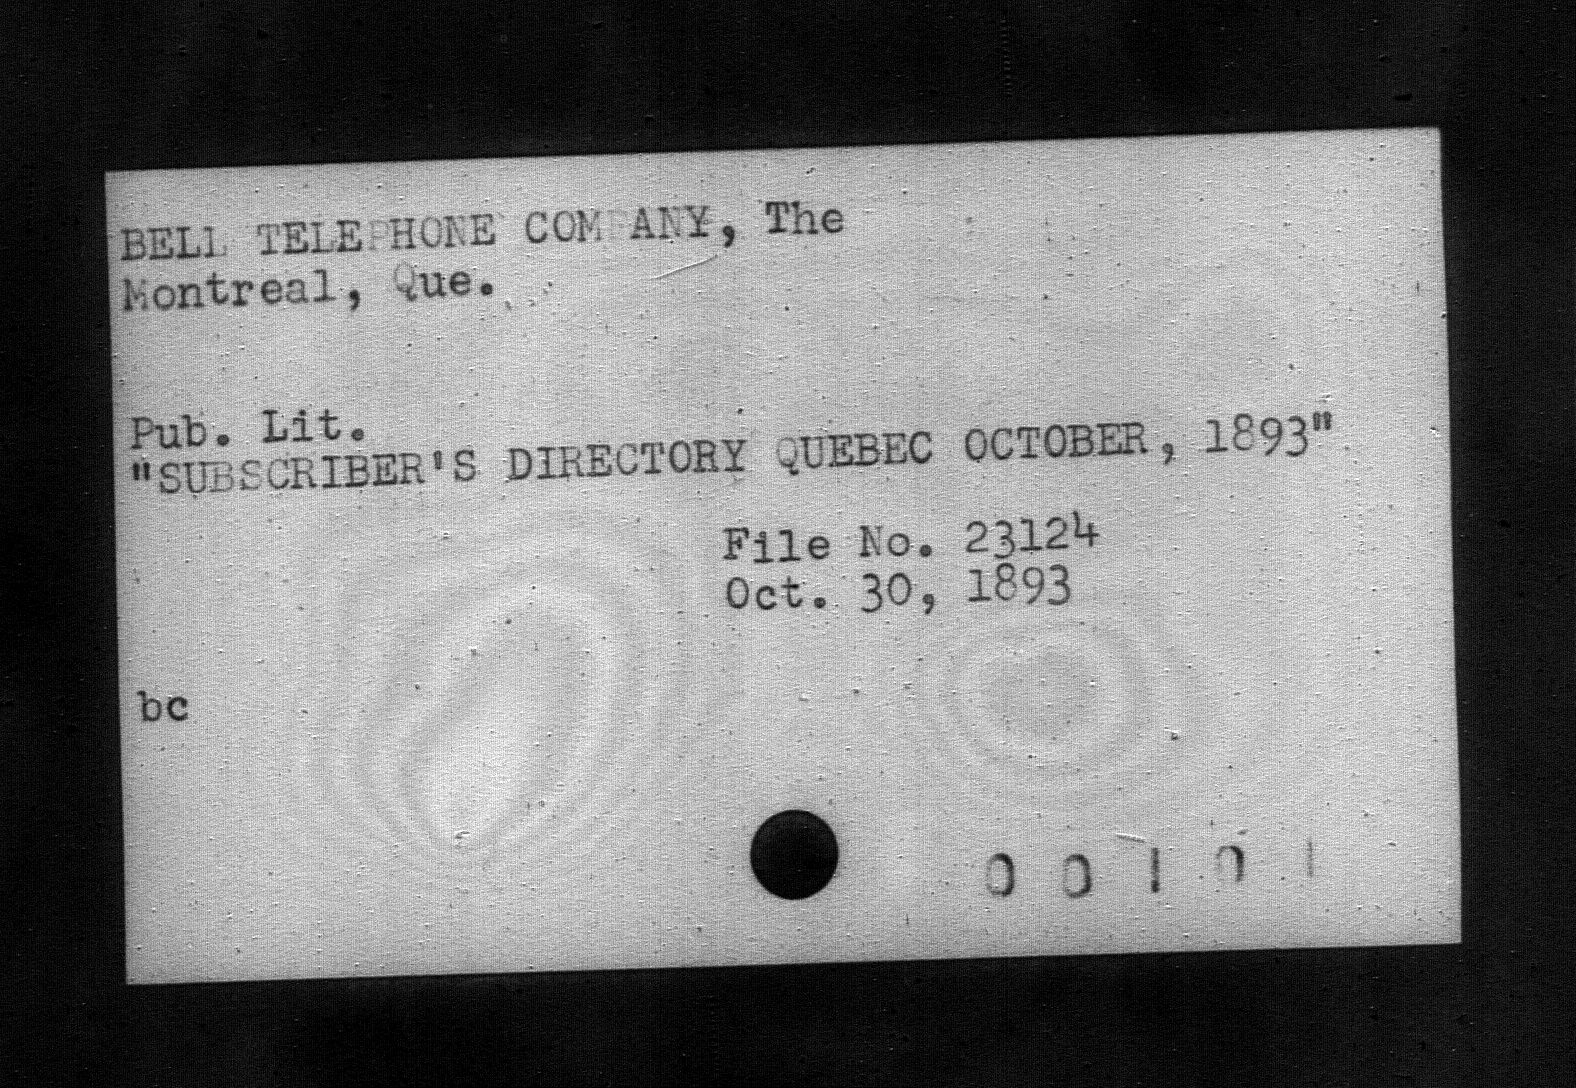 BELL TELEPHONE COMPANY, The
Montreal, Que.
Pub. Lit.
"SUBSCRIBER'S DIRECTORY QUEBEC OCTOBER, 1893"
File No. 23124
Oct. 30, 1893
bc
00101